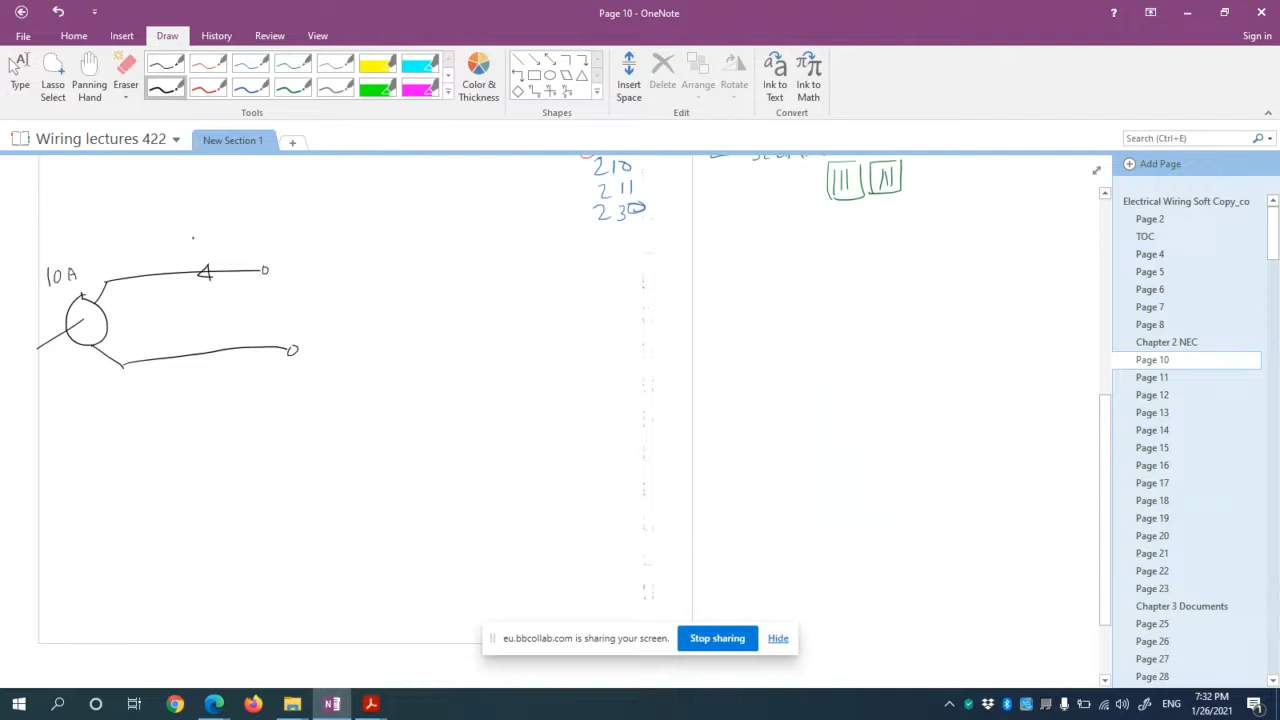 Page 10 - OneNote
?
Sign in
File
Home
Insert
Draw
History
Review
View
Type
Lasso Select
Panning Hand
Eraser
Color & Thickness
Insert Space
Delete
Arrange
Rotate
Ink to Text
Ink to Math
Tools
Shapes
Edit
Convert
Wiring lectures 422
New Section 1
Search (Ctrl+E)
210
211
230
10 A
Add Page
Electrical Wiring Soft Copy_co
Page 2
TOC
Page 4
Page 5
Page 6
Page 7
Page 8
Chapter 2 NEC
Page 10
Page 11
Page 12
Page 13
Page 14
Page 15
Page 16
Page 17
Page 18
Page 19
Page 20
Page 21
Page 22
Page 23
Chapter 3 Documents
Page 25
Page 26
Page 27
Page 28
eu.bbcollab.com is sharing your screen.
Stop sharing
Hide
ENG
7:32 PM
1/26/2021